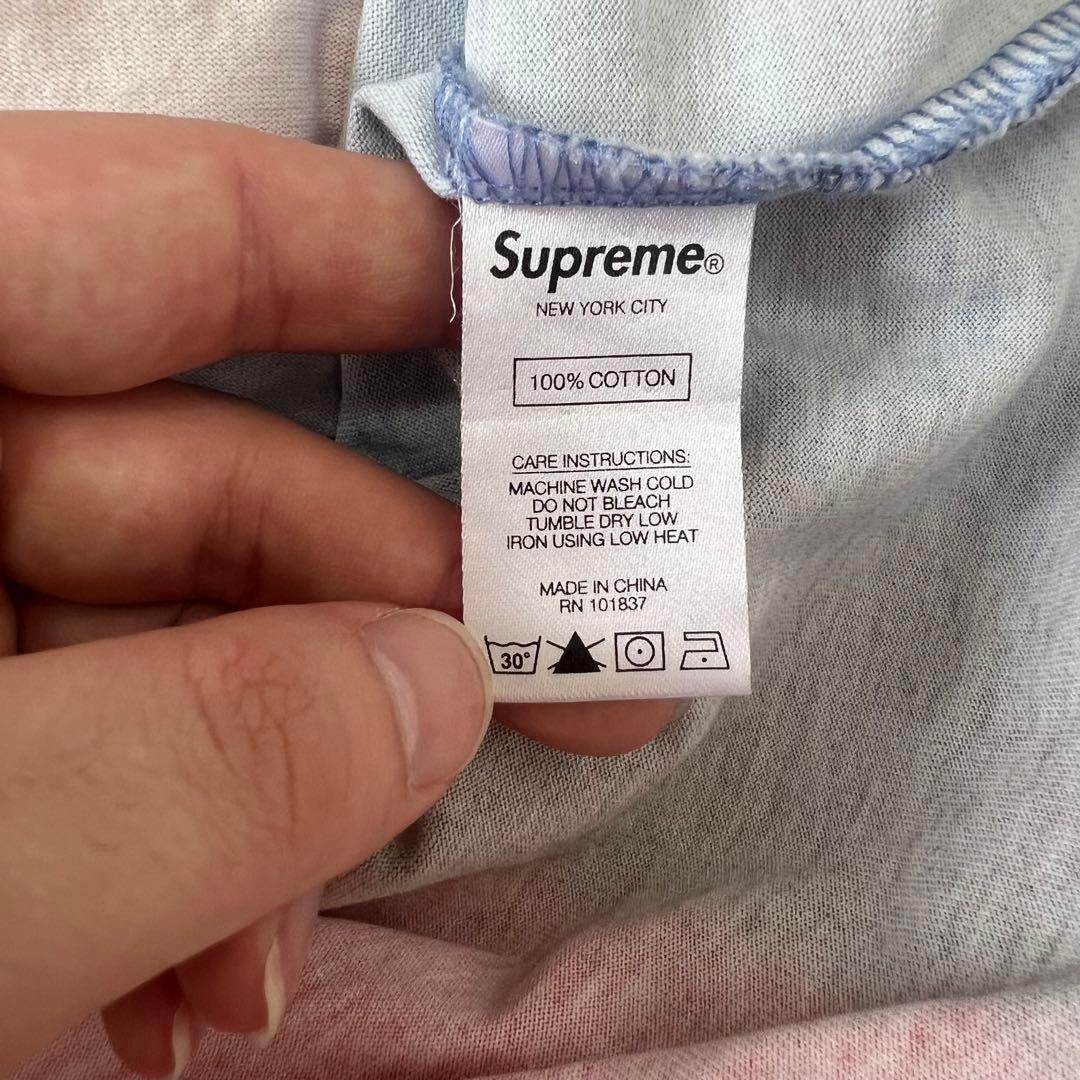 Supreme®
NEW YORK CITY
100% COTTON
CARE INSTRUCTIONS:
MACHINE WASH COLD
DO NOT BLEACH
TUMBLE DRY LOW
IRON USING LOW HEAT
MADE IN CHINA
RN 101837
30°